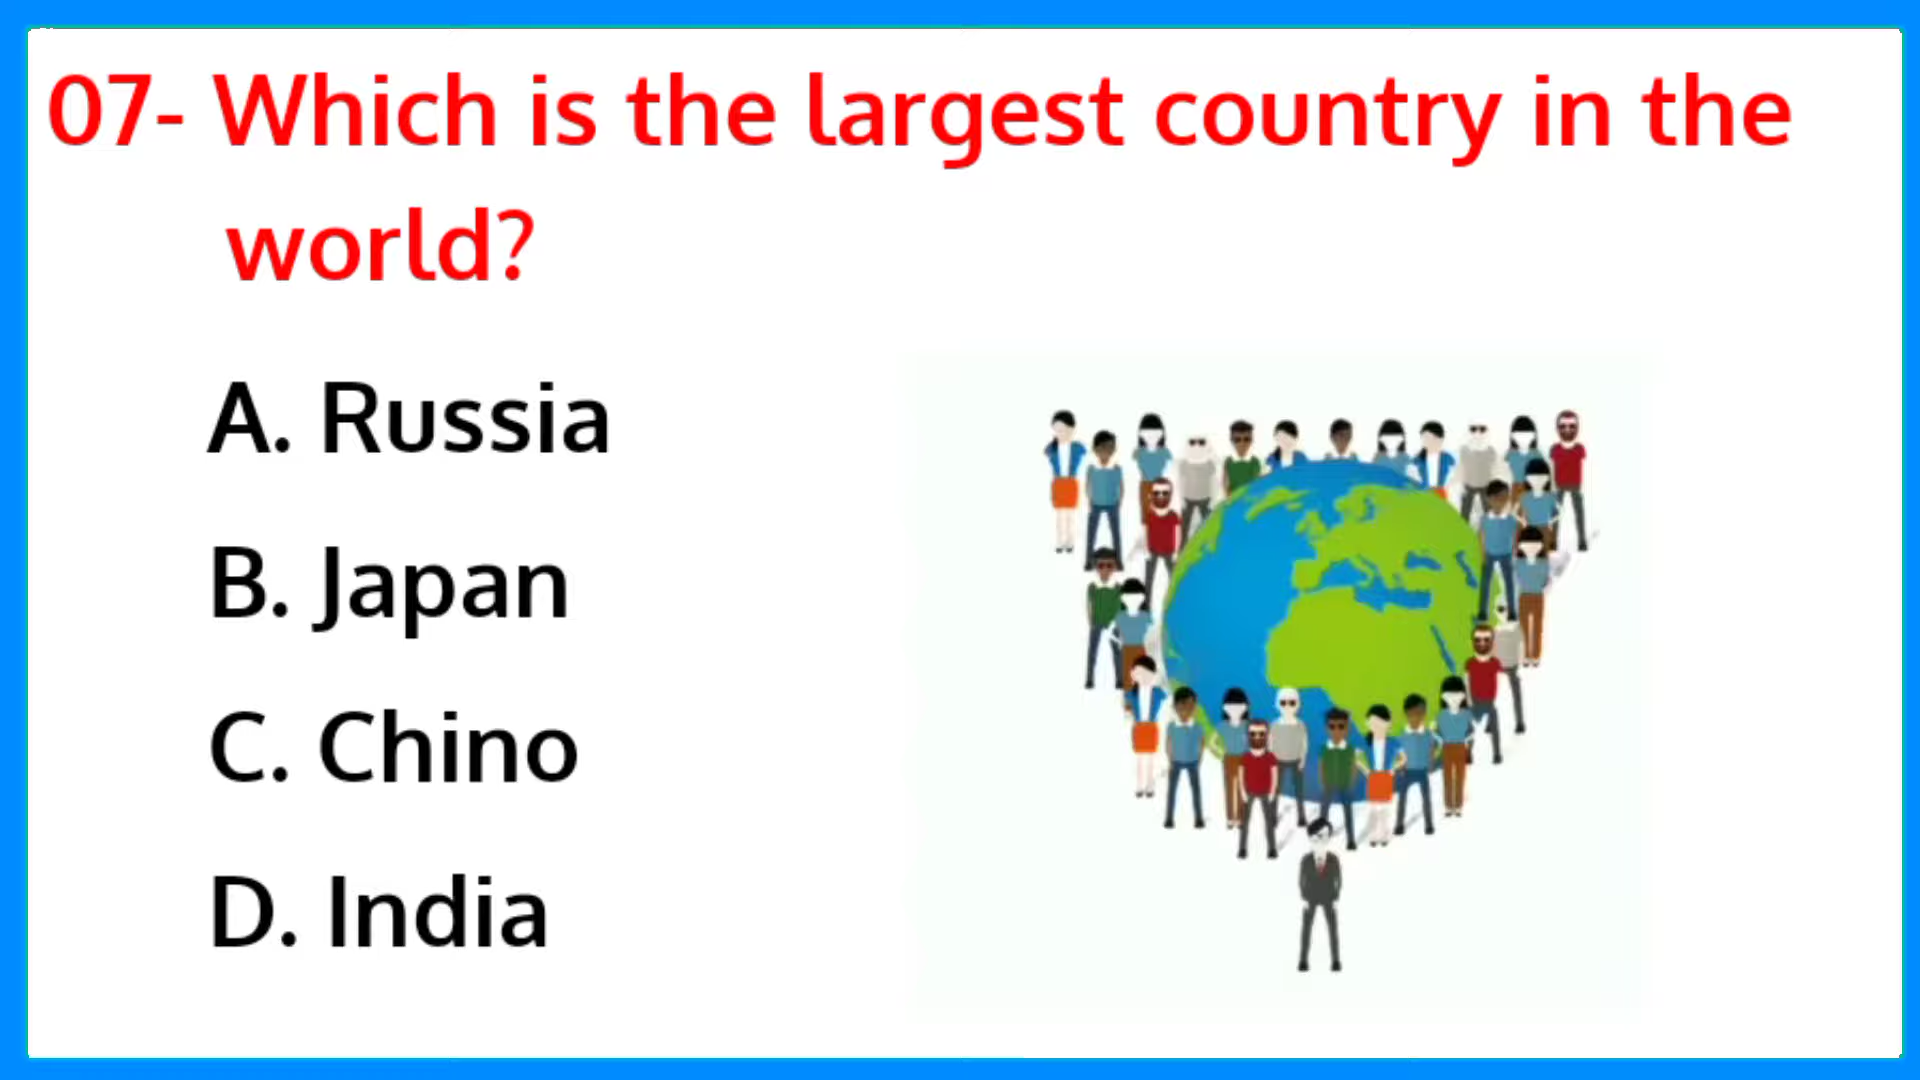 07- Which is the largest country in the
world?
A. Russia
B. Japan
C. Chino
D. India